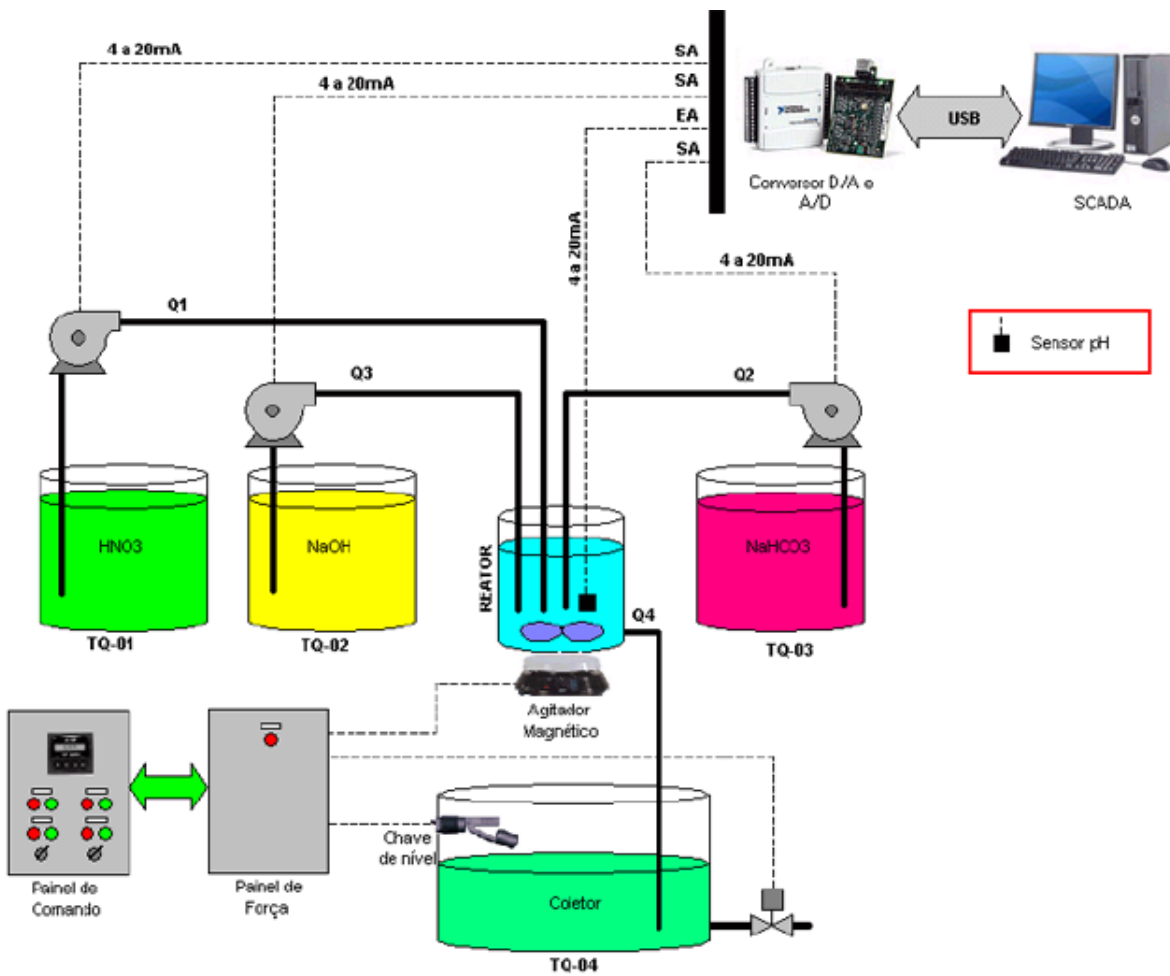 4 a 20mA
SA
4 a 20mA
SA
EA
SA
USB
Conversor D/A e
A/D
SCADA
4 a 20mA
4 a 20mA
Q1
Sensor pH
Q3
Q2
HNO3
NaOH
NaHCO3
REATOR
Q4
TQ-01
TQ-02
TQ-03
Agitador
Magnético
Chave
de nível
Painel de
Comando
Painel de
Força
Coletor
TQ-04